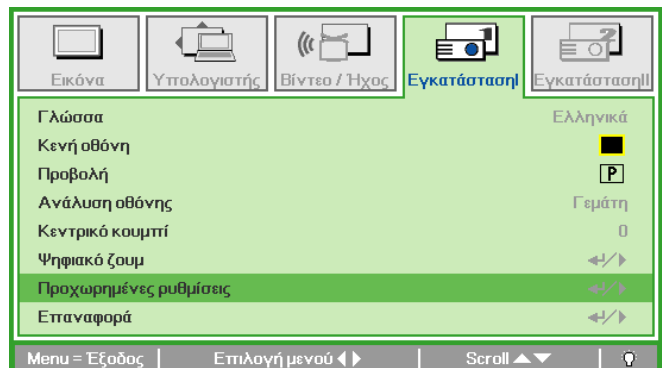 Εικόνα Υπολογιστής Βίντεο / Ήχος ΕγκατάστασηI ΕγκατάστασηII
Γλώσσα Ελληνικά
Κενή οθόνη
Προβολή P
Ανάλυση οθόνης Γεμάτη
Κεντρικό κουμπί 0
Ψηφιακό ζουμ ↵/▶
Προχωρημένες ρυθμίσεις ↵/▶
Επαναφορά ↵/▶
Menu = Έξοδος | Επιλογή μενού ◀▶ | Scroll ▲▼ |